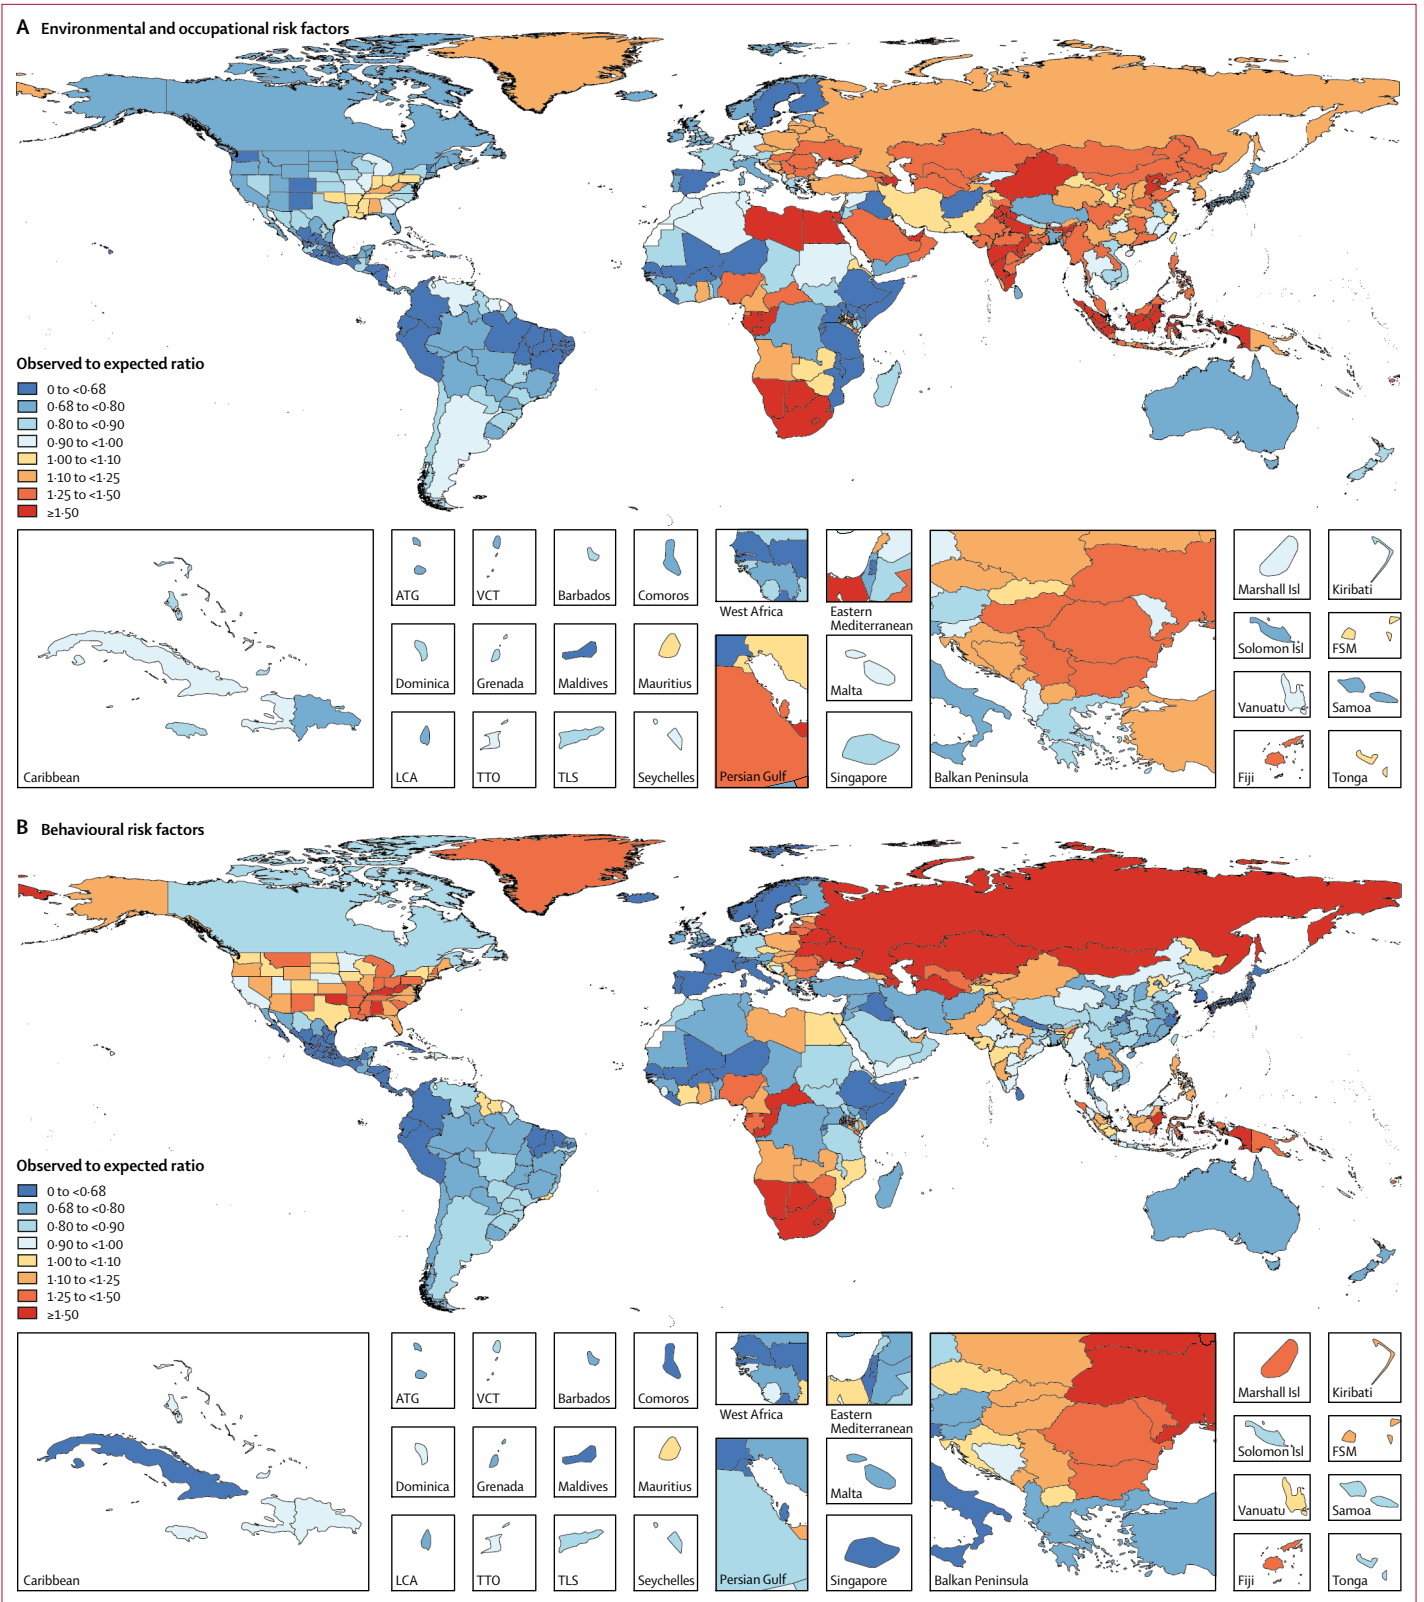 A Environmental and occupational risk factors
Observed to expected ratio
0 to <0·68
0·68 to <0·80
0·80 to <0·90
0·90 to <1·00
1·00 to <1·10
1·10 to <1·25
1·25 to <1·50
≥1·50
Caribbean
ATG
VCT
Barbados
Comoros
Dominica
Grenada
Maldives
Mauritius
LCA
TTO
TLS
Seychelles
West Africa
Eastern
Mediterranean
Persian Gulf
Malta
Singapore
Balkan Peninsula
Marshall Isl
Kiribati
Solomon Isl
FSM
Vanuatu
Samoa
Fiji
Tonga
B Behavioural risk factors
Observed to expected ratio
0 to <0·68
0·68 to <0·80
0·80 to <0·90
0·90 to <1·00
1·00 to <1·10
1·10 to <1·25
1·25 to <1·50
≥1·50
Caribbean
ATG
VCT
Barbados
Comoros
Dominica
Grenada
Maldives
Mauritius
LCA
TTO
TLS
Seychelles
West Africa
Eastern
Mediterranean
Persian Gulf
Malta
Singapore
Balkan Peninsula
Marshall Isl
Kiribati
Solomon Isl
FSM
Vanuatu
Samoa
Fiji
Tonga